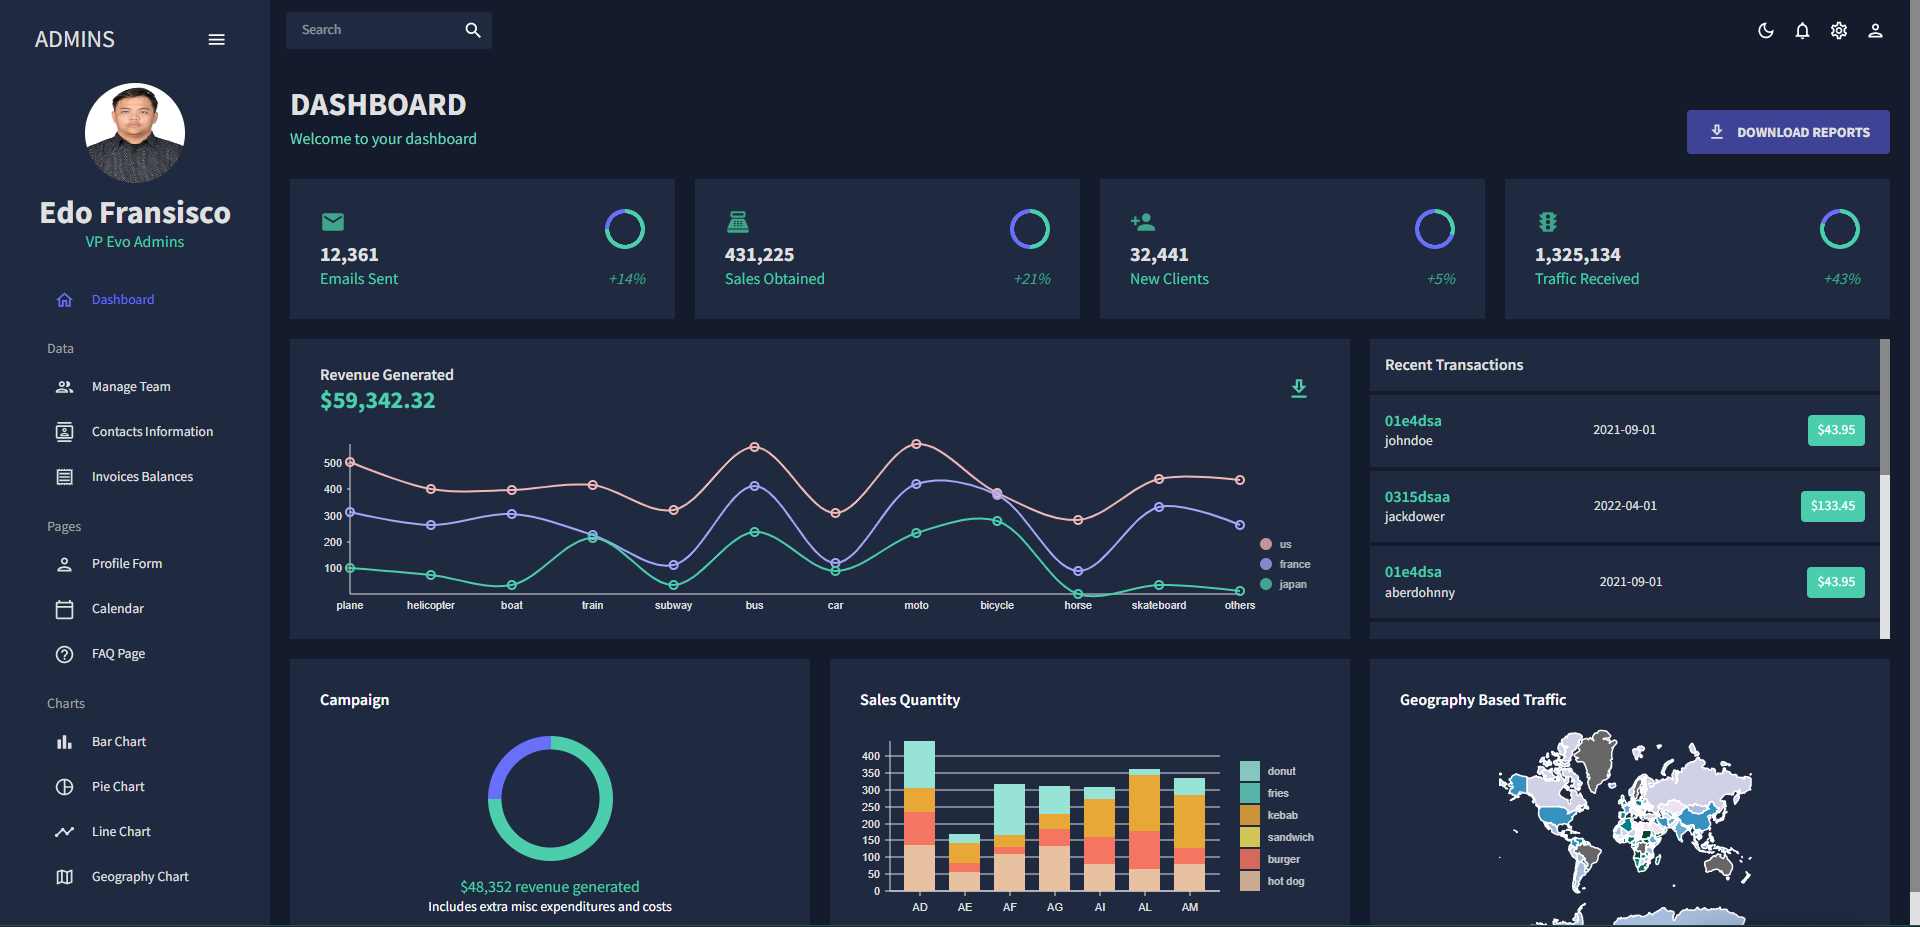 ADMINS
Edo Fransisco
VP Evo Admins
Dashboard
Data
Manage Team
Contacts Information
Invoices Balances
Pages
Profile Form
Calendar
FAQ Page
Charts
Bar Chart
Pie Chart
Line Chart
Geography Chart
Search
DASHBOARD
Welcome to your dashboard
DOWNLOAD REPORTS
12,361
Emails Sent
+14%
431,225
Sales Obtained
+21%
32,441
New Clients
+5%
1,325,134
Traffic Received
+43%
Revenue Generated
$59,342.32
500
400
300
200
100
plane helicopter boat train subway bus car moto bicycle horse skateboard others
us
france
japan
Recent Transactions
01e4dsa
johndoe
2021-09-01
$43.95
0315dsaa
jackdower
2022-04-01
$133.45
01e4dsa
aberdohnny
2021-09-01
$43.95
Campaign
$48,352 revenue generated
Includes extra misc expenditures and costs
Sales Quantity
400
350
300
250
200
150
100
50
0
AD AE AF AG AI AL AM
donut
fries
kebab
sandwich
burger
hot dog
Geography Based Traffic